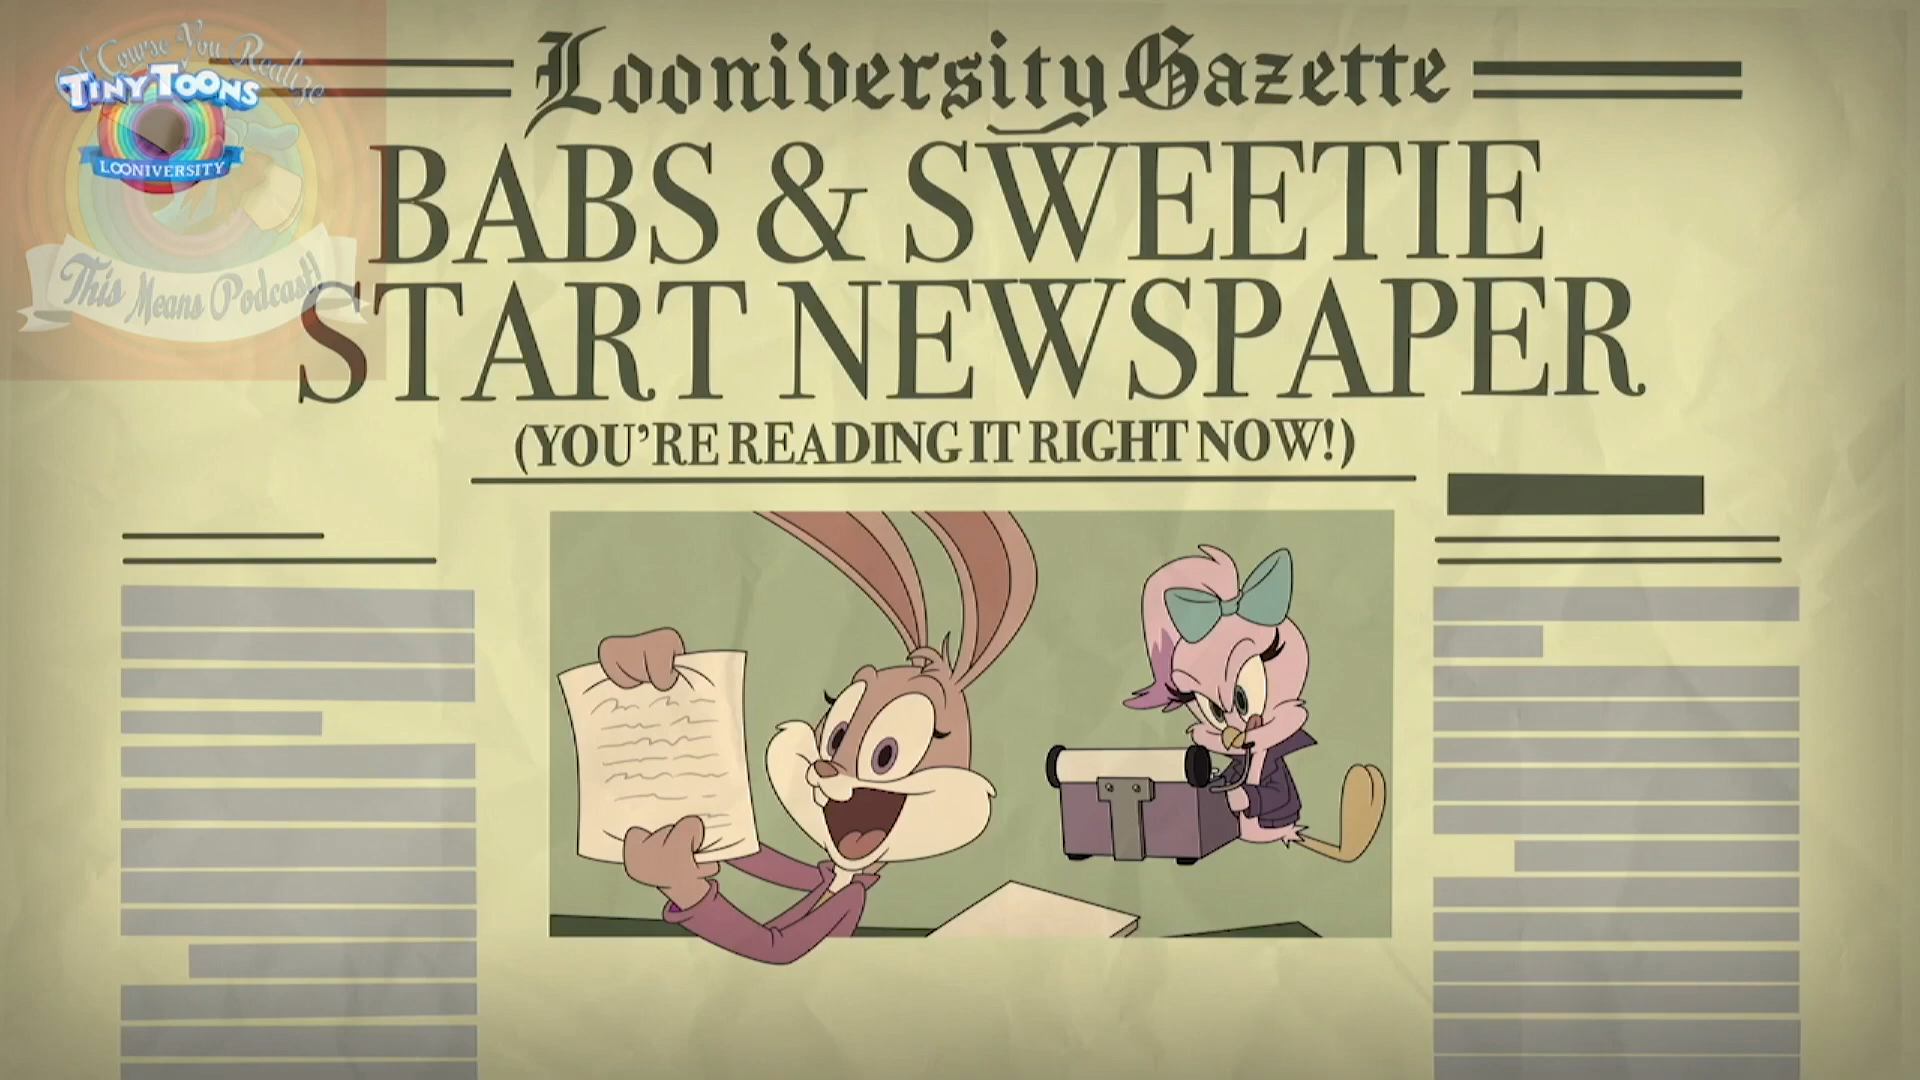 Of Course You Realize
TINY TOONS
LOONIVERSITY
This Means Podcast!
Looniversity Gazette
BABS & SWEETIE
START NEWSPAPER
(YOU'RE READING IT RIGHT NOW!)